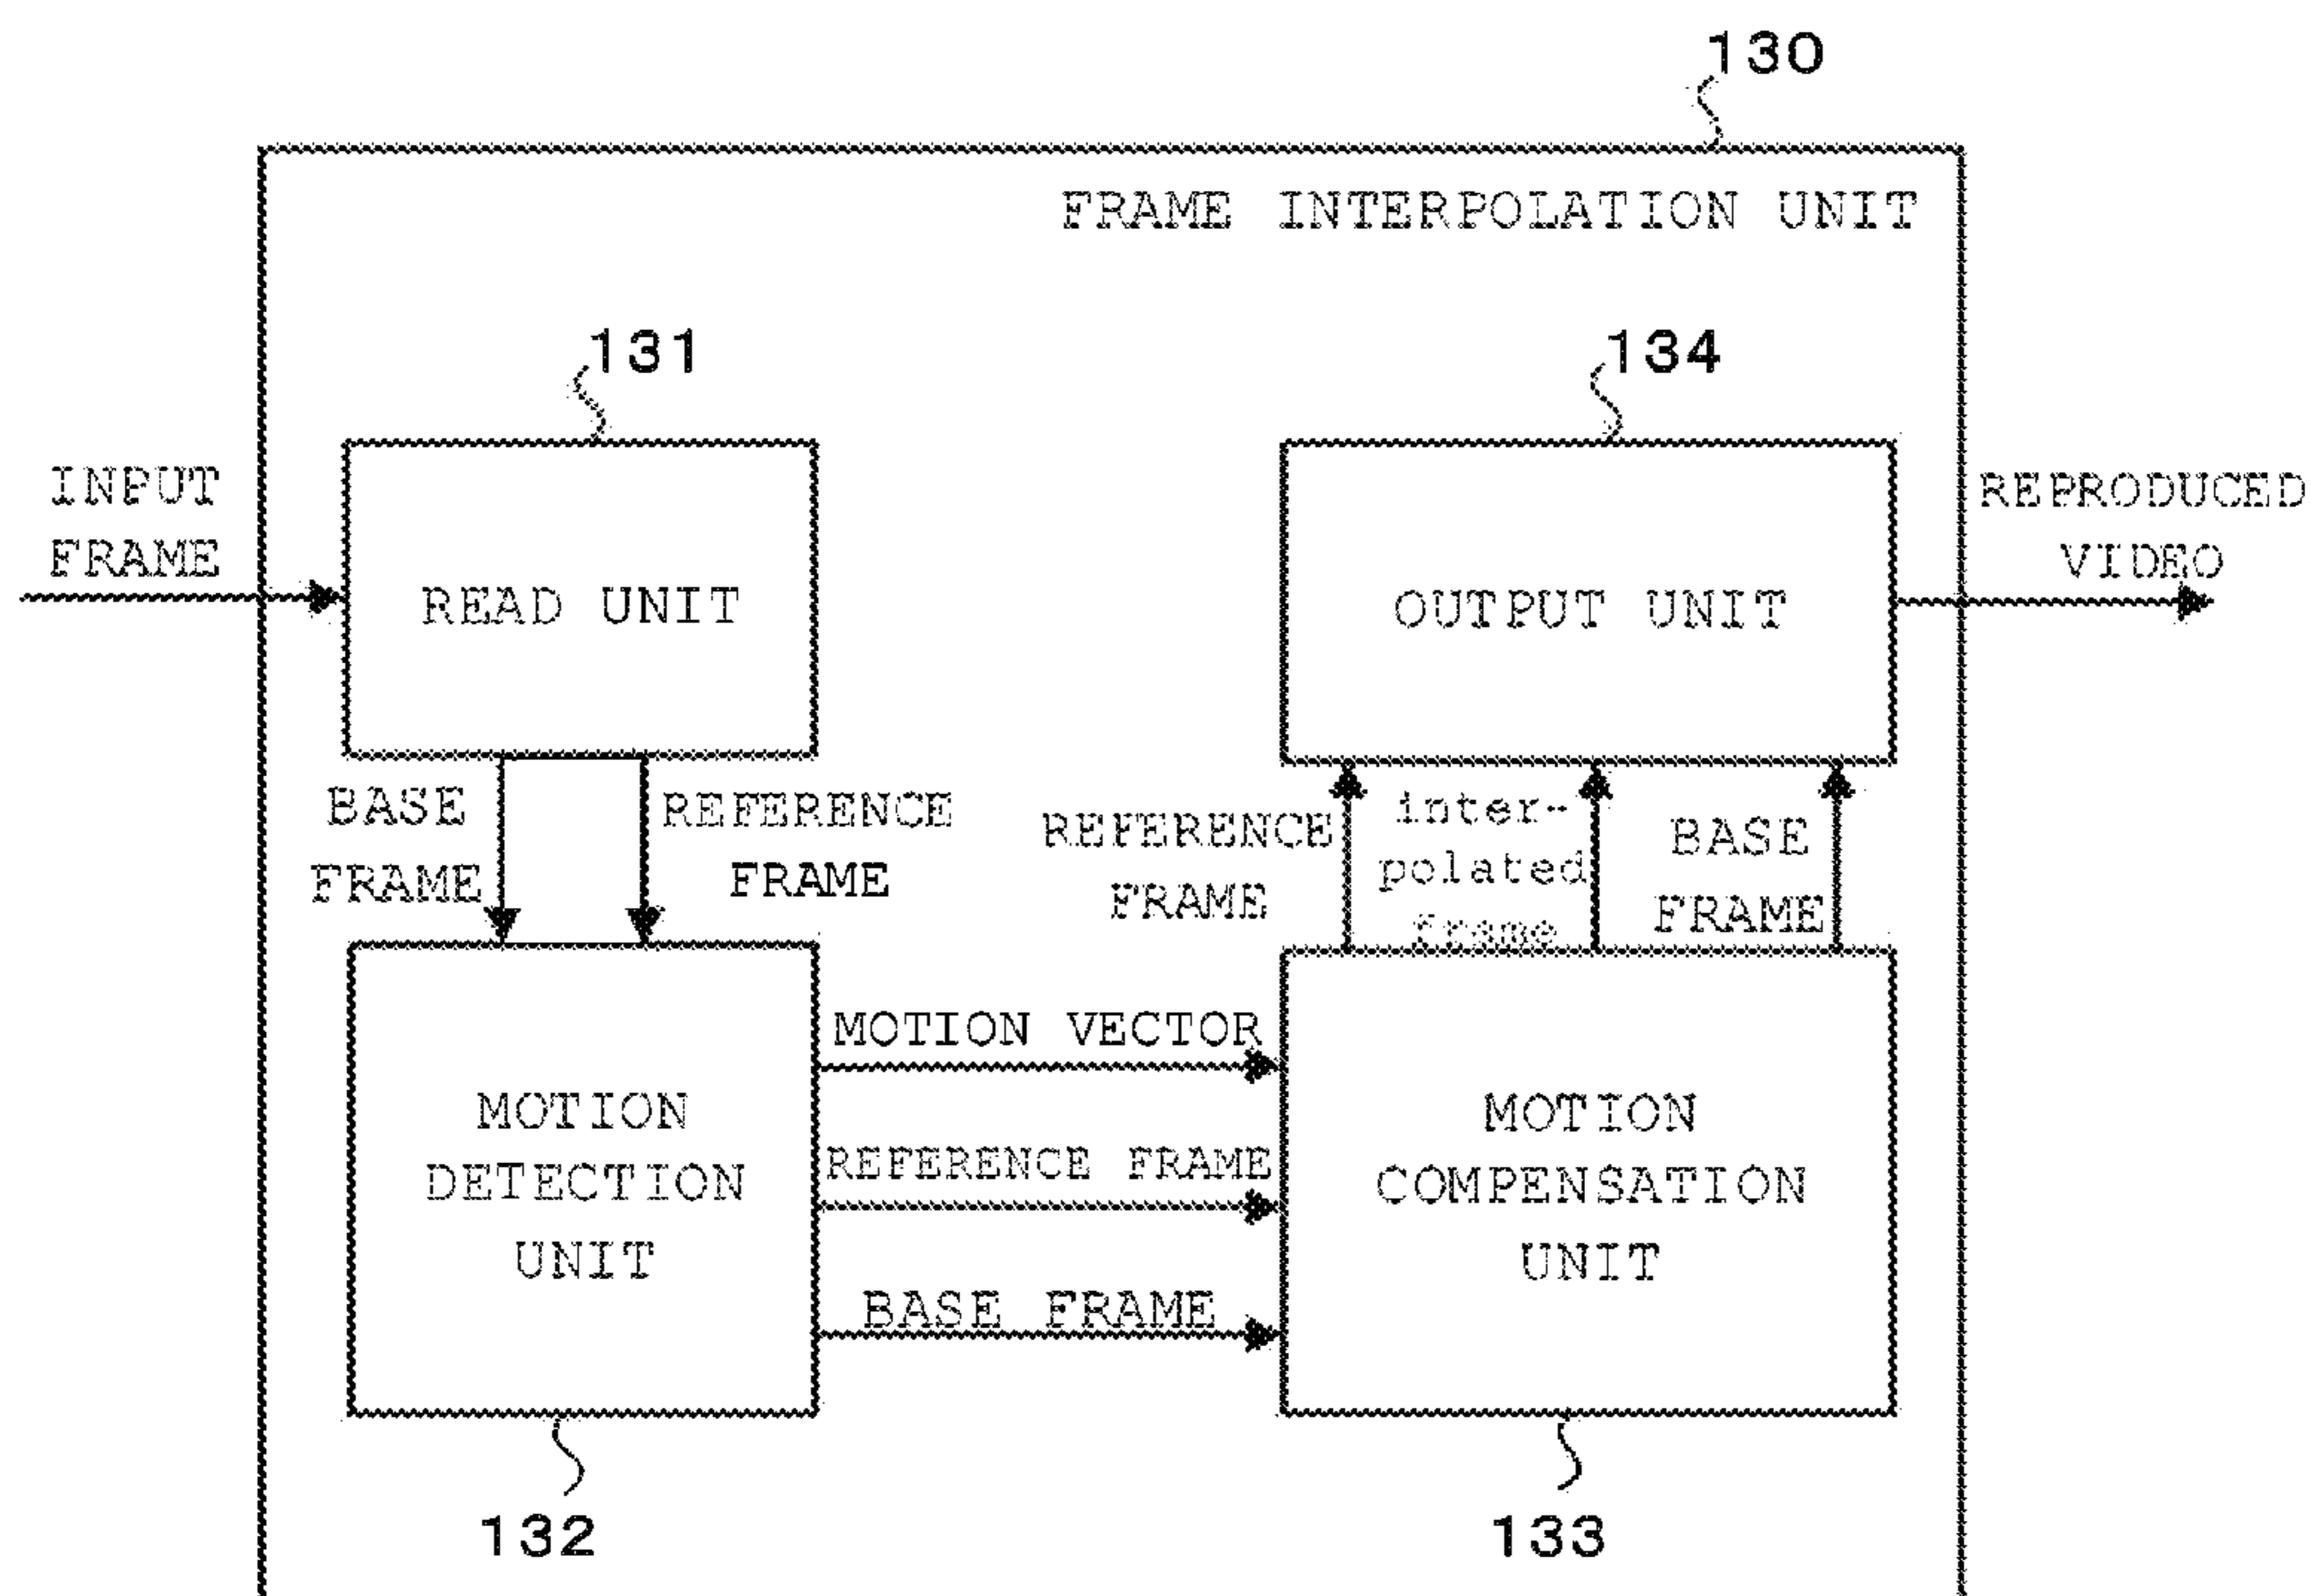 130
FRAME INTERPOLATION UNIT
131
134
INPUT
FRAME
READ UNIT
OUTPUT UNIT
REPRODUCED
VIDEO
BASE
FRAME
REFERENCE
FRAME
REFERENCE
FRAME
inter-
polated
frame
BASE
FRAME
MOTION VECTOR
REFERENCE FRAME
BASE FRAME
MOTION
DETECTION
UNIT
MOTION
COMPENSATION
UNIT
132
133